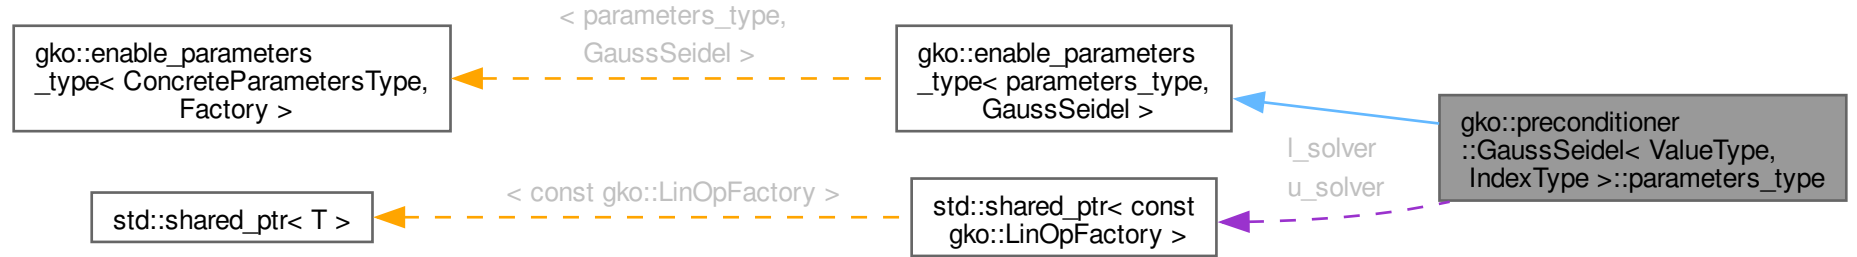 gko::enable_parameters
_type< ConcreteParametersType,
Factory >
< parameters_type,
GaussSeidel >
gko::enable_parameters
_type< parameters_type,
GaussSeidel >
gko::preconditioner
::GaussSeidel< ValueType,
IndexType >::parameters_type
l_solver
u_solver
std::shared_ptr< T >
< const gko::LinOpFactory >
std::shared_ptr< const
gko::LinOpFactory >